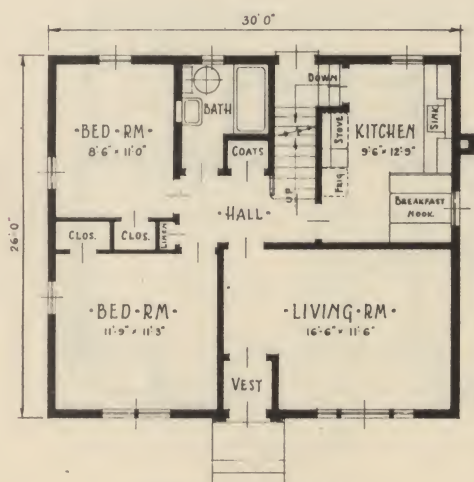 30'0"
26'0"
DOWN
BATH
·BED·RM·
8'6" × 11'0"
COATS
STOVE
KITCHEN
9'6" × 12'9"
SINK
FRIG
UP
BREAKFAST
NOOK.
·HALL·
CLOS.
CLOS.
LINEN
·BED·RM·
11'9" × 11'3"
·LIVING·RM·
16'6" × 11'6"
VEST